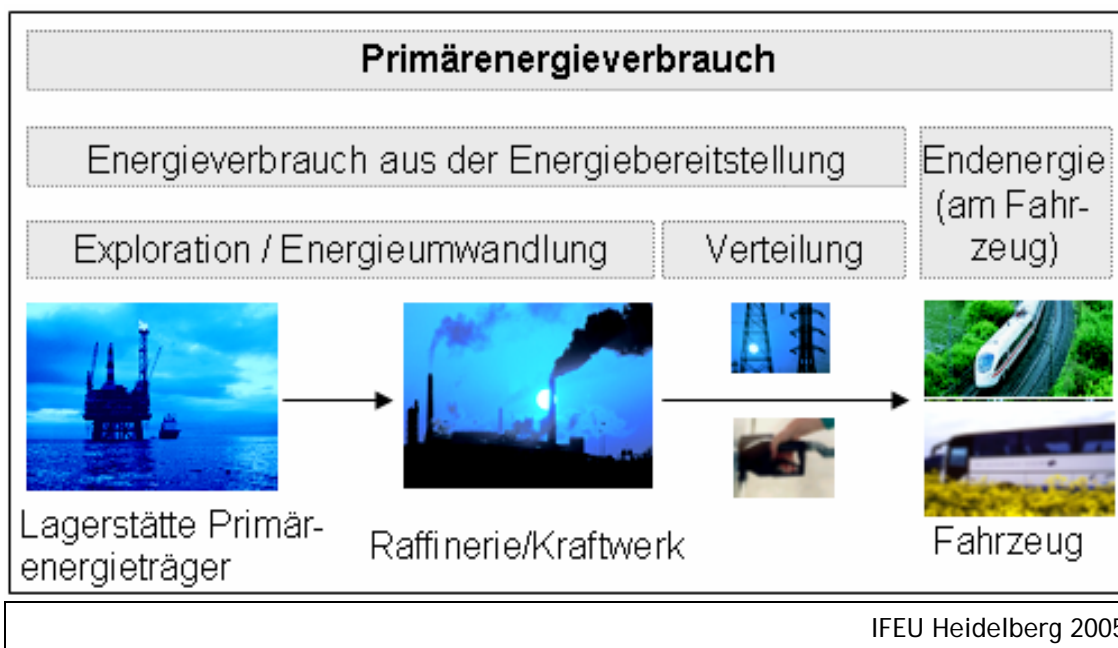 Primärenergieverbrauch
Energieverbrauch aus der Energiebereitstellung
Endenergie
(am Fahr-
zeug)
Exploration / Energieumwandlung
Verteilung
Lagerstätte Primär-
energieträger
Raffinerie/Kraftwerk
Fahrzeug
IFEU Heidelberg 2005